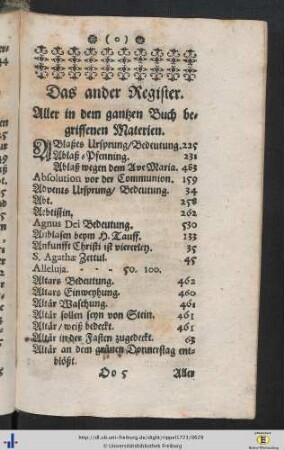 (o)
Das ander Register.
Aller in dem gantzen Buch be-
griffenen Materien.
ABlaßtes Ursprung/Bedeutung. 225
Ablaß-Pfenning. 231
Ablaß wegen dem Ave Maria. 463
Absolution vor der Communion. 159
Advents Ursprung/ Bedeutung. 34
Abt. 258
Abbtissin. 262
Agnus Dei Bedeutung. 530
Anblasen beym H. Tauff. 133
Ankunfft Christi ist viererley. 35
S. Agathæ Zettul. 45
Alleluja. - - - 50. 100.
Altars Bedeutung. 462
Altars Einweyhung. 460
Altär Waschung. 461
Altär sollen seyn von Stein. 461
Altär/ weiß bedeckt. 461
Altär in der Fasten zugedeckt. 63
Altär an dem grünen Donnerstag ent-
blößt.
Oo 5 Aller
http://dl.ub.uni-freiburg.de/diglit/rippel1723/0629
© Universitätsbibliothek Freiburg